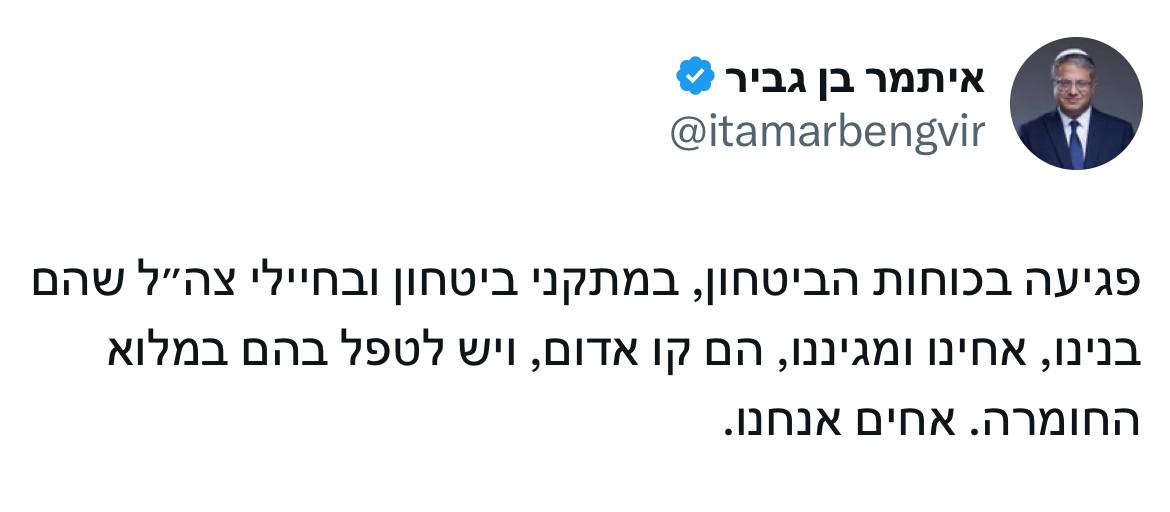 איתמר בן גביר
@itamarbengvir
פגיעה בכוחות הביטחון, במתקני ביטחון ובחיילי צה״ל שהם
בנינו, אחינו ומגיננו, הם קו אדום, ויש לטפל בהם במלוא
החומרה. אחים אנחנו.